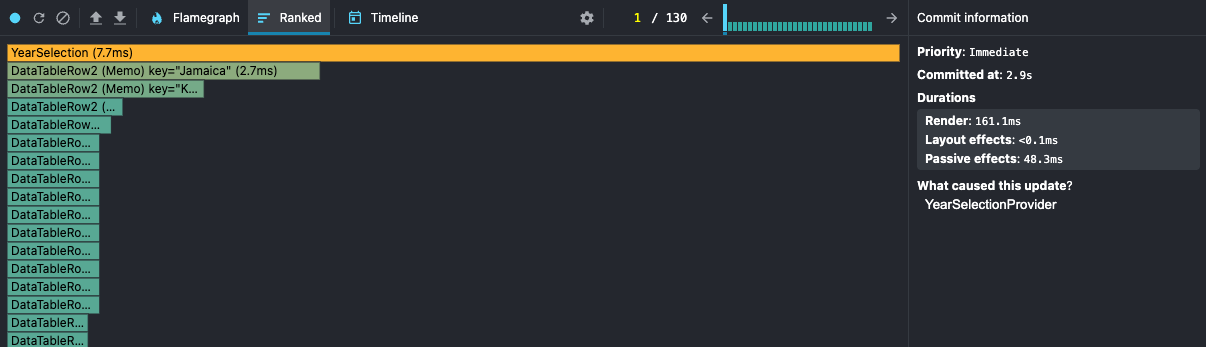 Flamegraph Ranked Timeline 1 / 130 Commit information
YearSelection (7.7ms)
DataTableRow2 (Memo) key="Jamaica" (2.7ms)
DataTableRow2 (Memo) key="K...
DataTableRow2 (...
DataTableRow...
DataTableRo...
DataTableRo...
DataTableRo...
DataTableRo...
DataTableRo...
DataTableRo...
DataTableRo...
DataTableRo...
DataTableRo...
DataTableRo...
DataTableR...
DataTableR...
Priority: Immediate
Committed at: 2.9s
Durations
Render: 161.1ms
Layout effects: <0.1ms
Passive effects: 48.3ms
What caused this update?
YearSelectionProvider